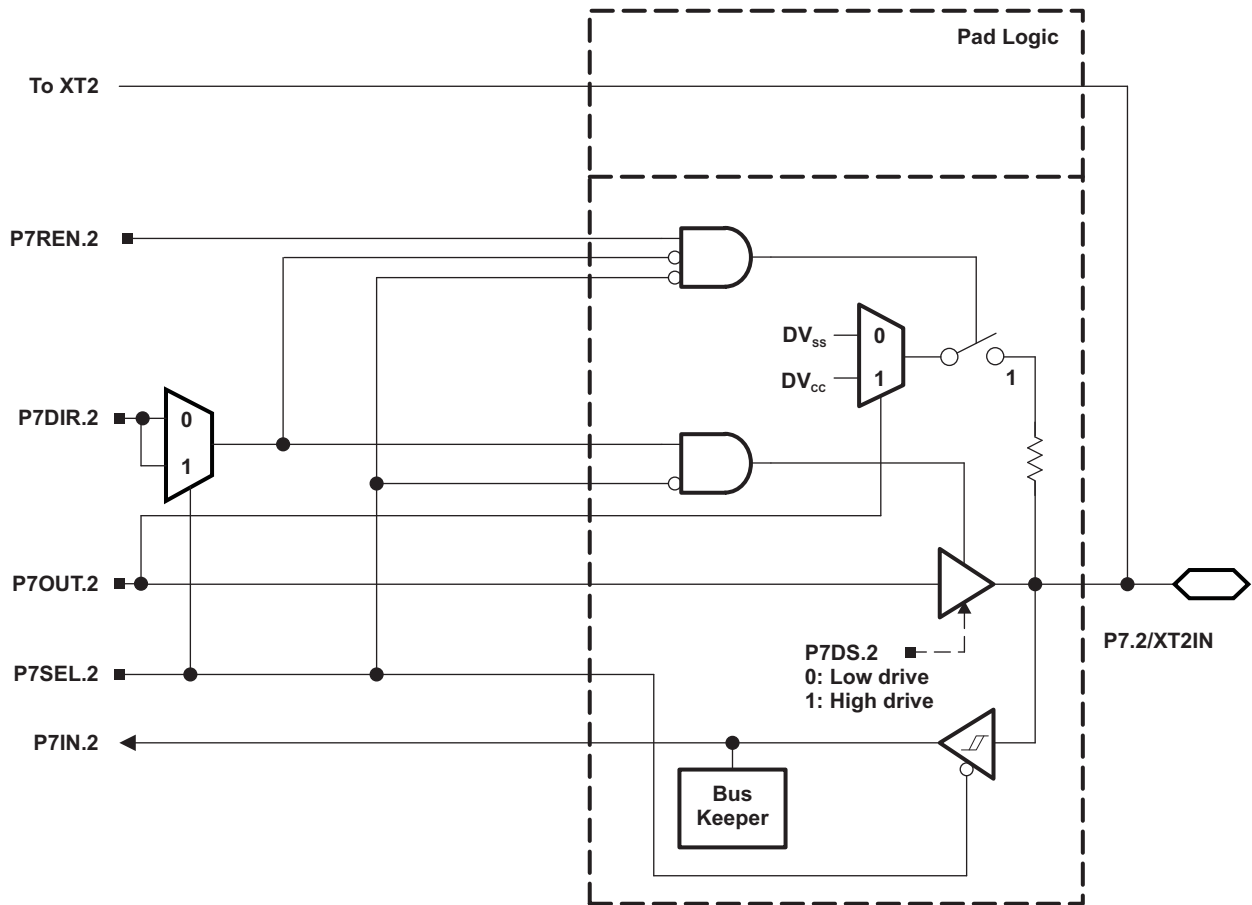 Pad Logic
To XT2
P7REN.2
DVSS
0
DVCC
1
1
P7DIR.2
0
1
P7OUT.2
P7.2/XT2IN
P7DS.2
0: Low drive
1: High drive
P7SEL.2
P7IN.2
Bus
Keeper